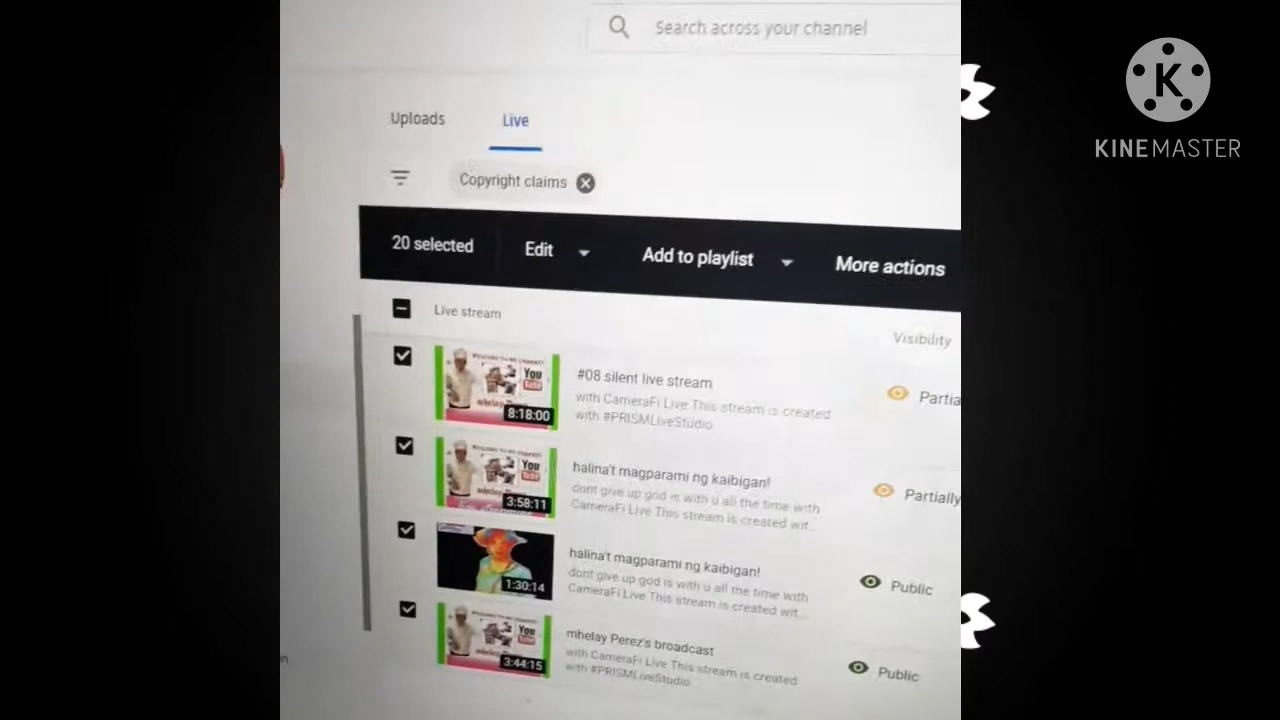 Search across your channel
KINEMASTER
Uploads
Live
Copyright claims
20 selected
Edit
Add to playlist
More actions
Live stream
Visibility
You
8:18:00
#08 silent live stream
with CameraFi Live This stream is created
with #PRISMLiveStudio
Partia
You
3:58:11
halina't magparami ng kaibigan!
dont give up god is with u all the time with
CameraFi Live This stream is created wit...
Partially
1:30:14
halina't magparami ng kaibigan!
dont give up god is with u all the time with
CameraFi Live This stream is created wit...
Public
You
3:44:15
mhelay Perez's broadcast
with CameraFi Live This stream is created
with #PRISMLiveStudio
Public